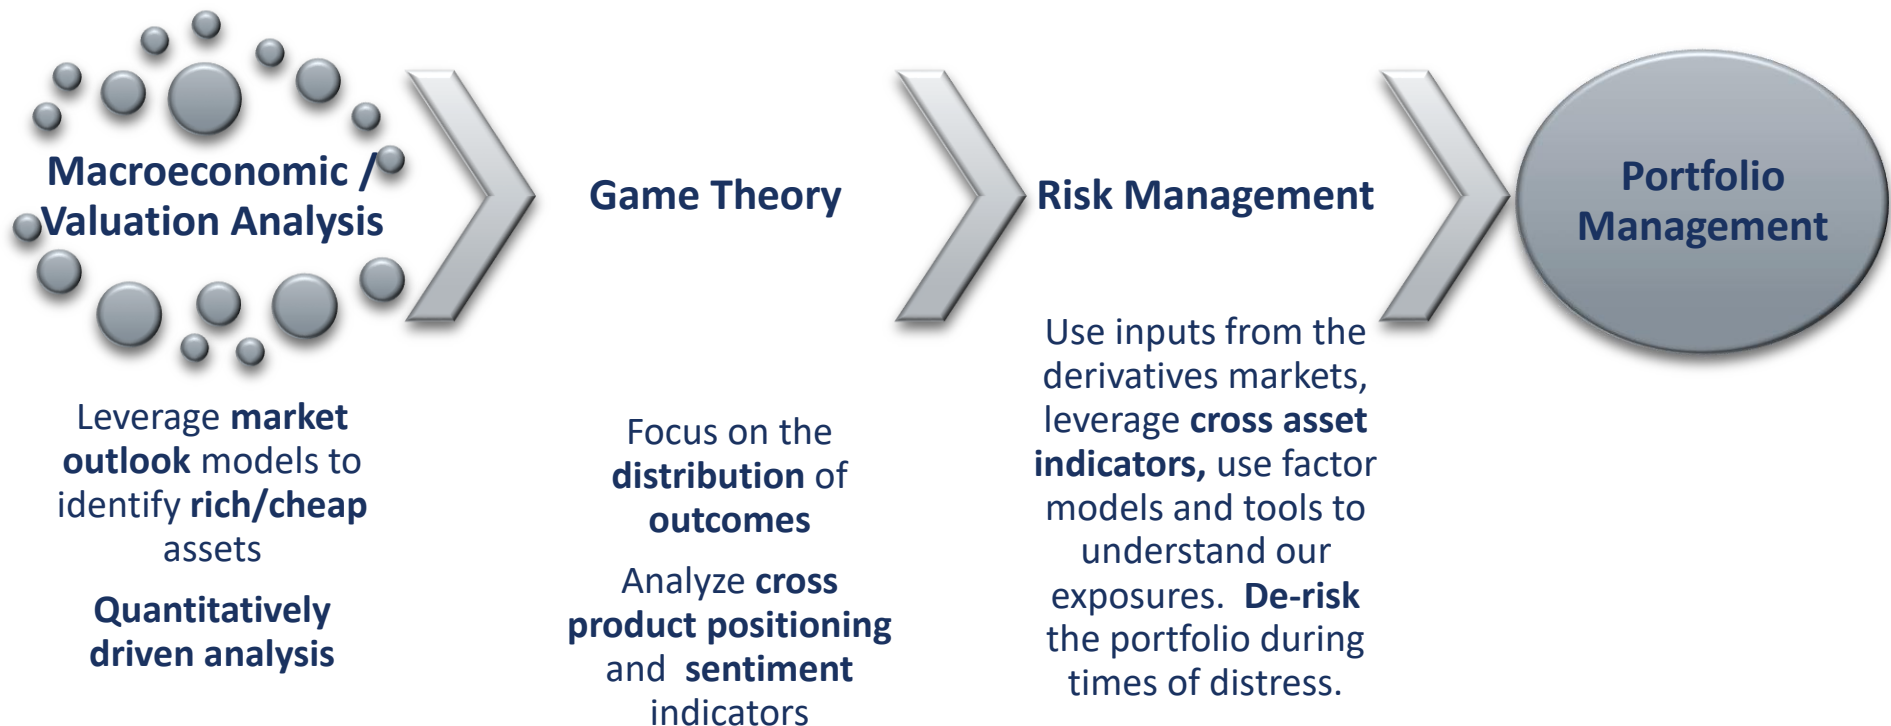 Macroeconomic /
Valuation Analysis
Leverage market
outlook models to
identify rich/cheap
assets
Quantitatively
driven analysis
Game Theory
Focus on the
distribution of
outcomes
Analyze cross
product positioning
and sentiment
indicators
Risk Management
Use inputs from the
derivatives markets,
leverage cross asset
indicators, use factor
models and tools to
understand our
exposures. De-risk
the portfolio during
times of distress.
Portfolio
Management